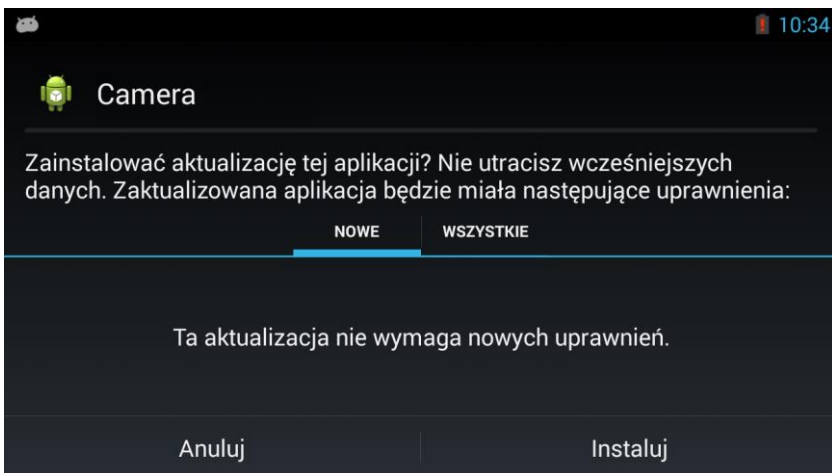 10:34
Camera
Zainstalować aktualizację tej aplikacji? Nie utracisz wcześniejszych
danych. Zaktualizowana aplikacja będzie miała następujące uprawnienia:
NOWE WSZYSTKIE
Ta aktualizacja nie wymaga nowych uprawnień.
Anuluj Instaluj